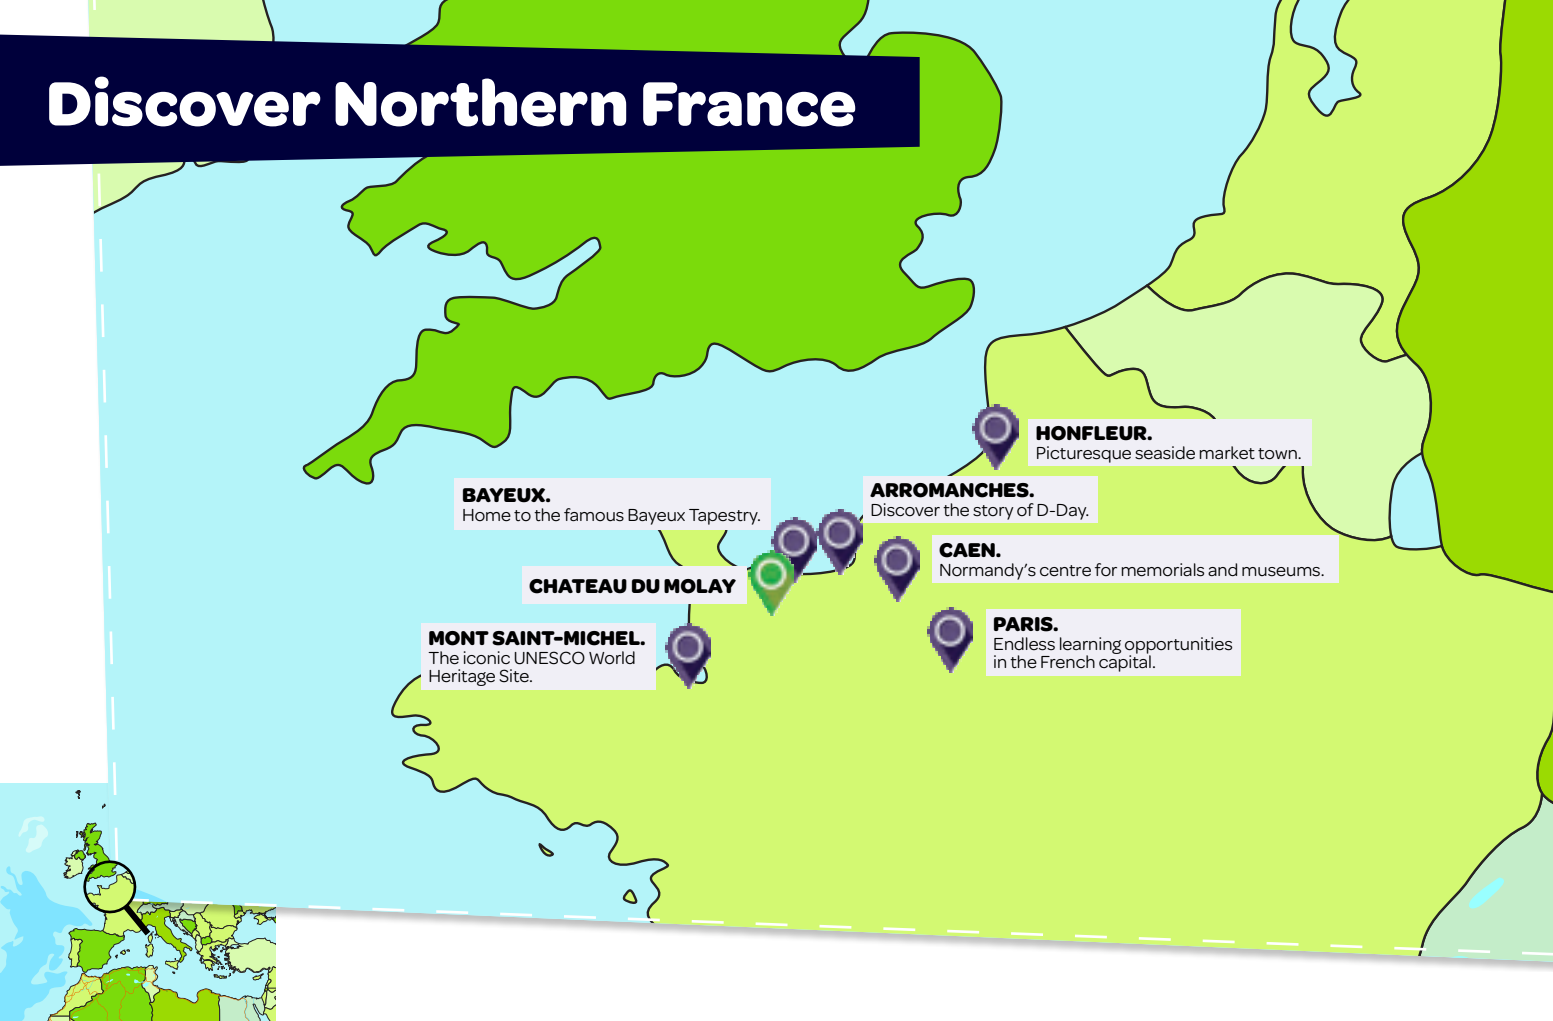 Discover Northern France
HONFLEUR.
Picturesque seaside market town.
BAYEUX.
Home to the famous Bayeux Tapestry.
ARROMANCHES.
Discover the story of D-Day.
CAEN.
Normandy’s centre for memorials and museums.
CHATEAU DU MOLAY
MONT SAINT-MICHEL.
The iconic UNESCO World
Heritage Site.
PARIS.
Endless learning opportunities
in the French capital.